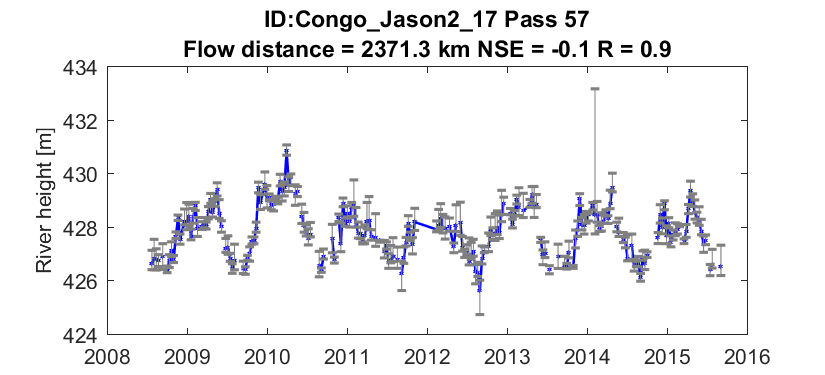 ID:Congo_Jason2_17 Pass 57
Flow distance = 2371.3 km NSE = -0.1 R = 0.9
434
432
430
428
426
424
River height [m]
2008 2009 2010 2011 2012 2013 2014 2015 2016